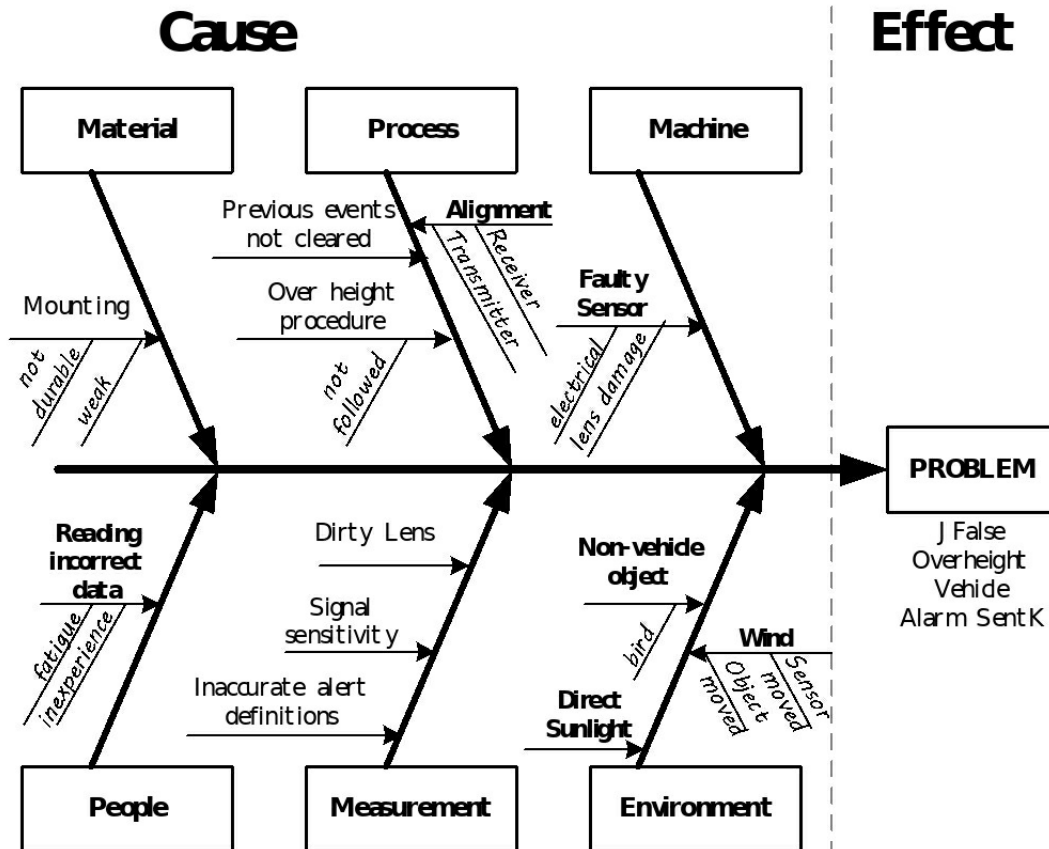 Cause
Effect
Material
Process
Machine
Previous events
not cleared
Alignment
Transmitter
Receiver
Mounting
not
durable
weak
Over height
procedure
not
followed
Faulty
Sensor
electrical
lens damage
PROBLEM
J False
Overheight
Vehicle
Alarm SentK
Reading
incorrect
data
fatigue
inexperience
Dirty Lens
Signal
sensitivity
Inaccurate alert
definitions
Non-vehicle
object
bird
Wind
Object
moved
Sensor
moved
Direct
Sunlight
People
Measurement
Environment